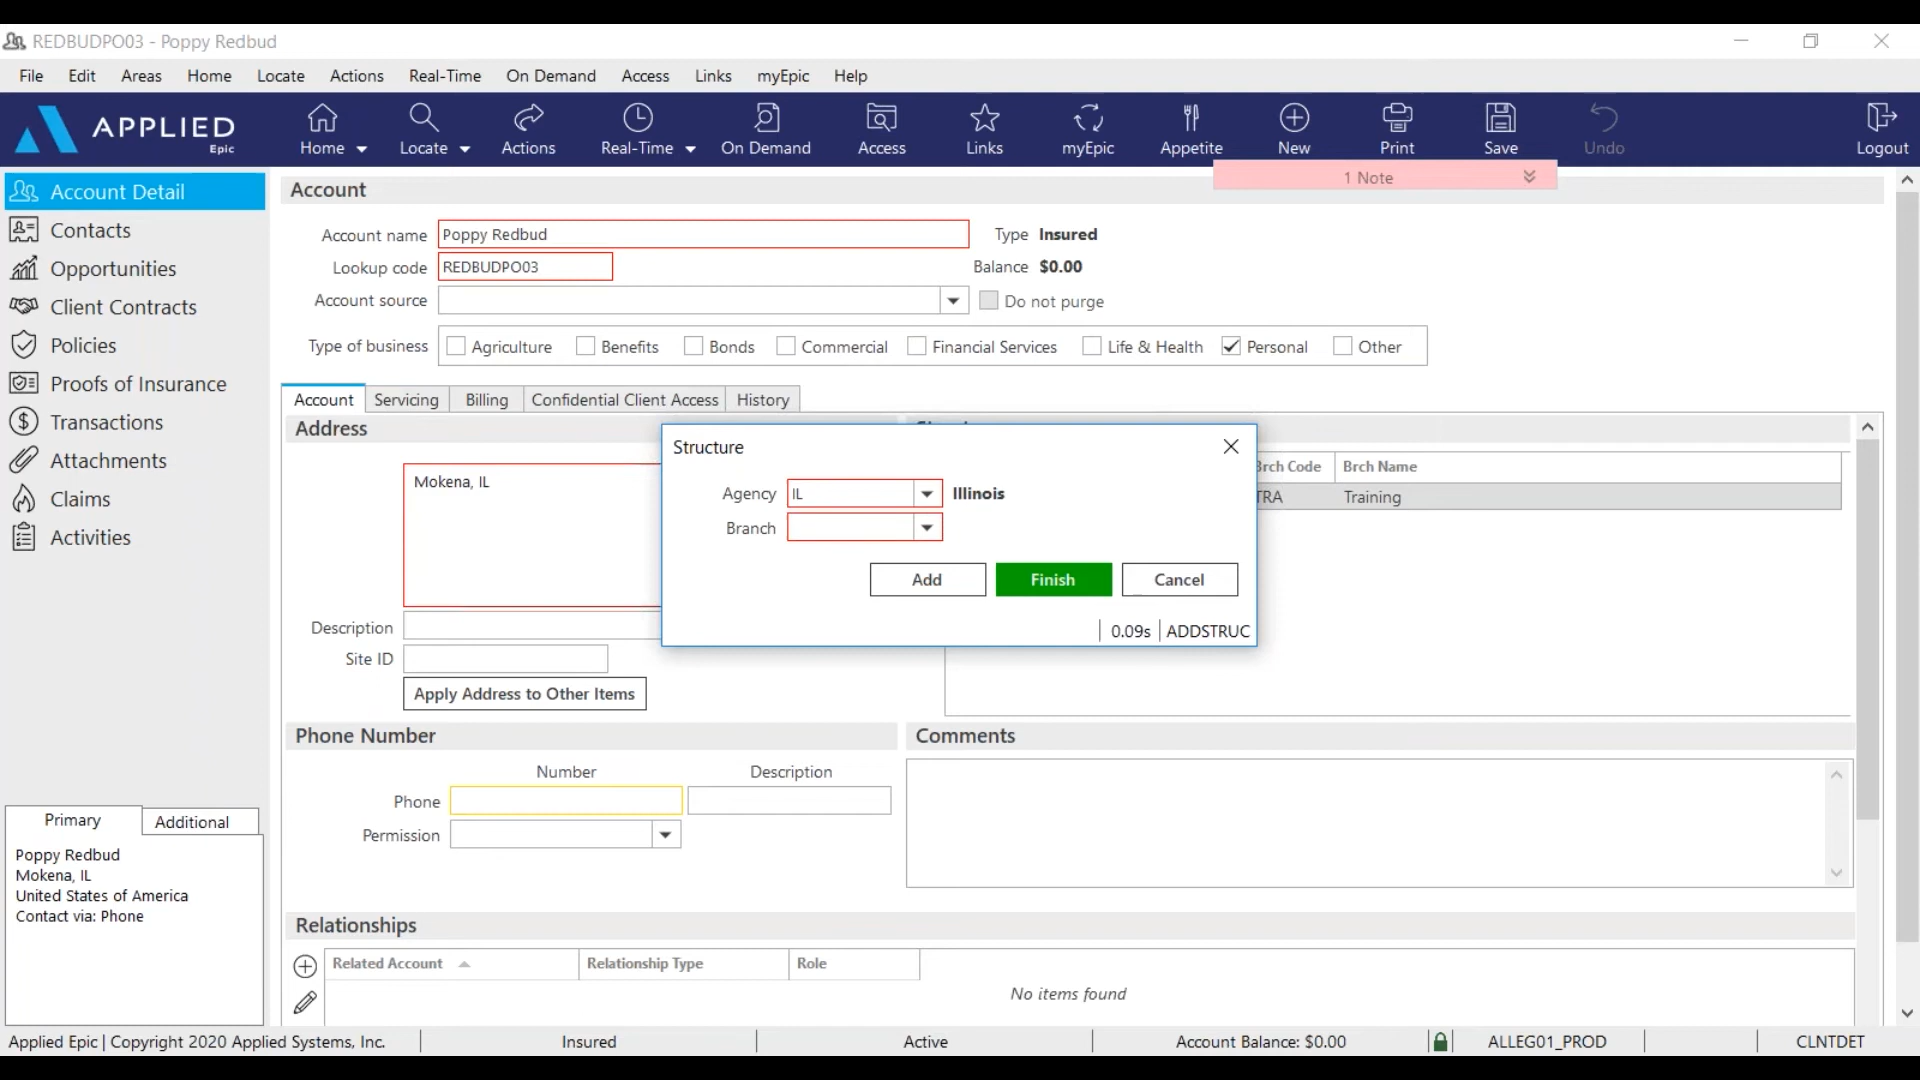 REDBUDPO03 - Poppy Redbud
File Edit Areas Home Locate Actions Real-Time On Demand Access Links myEpic Help
APPLIED
Epic
Home Locate Actions Real-Time On Demand Access Links myEpic Appetite New Print Save Undo Logout
1 Note
Account Detail
Contacts
Opportunities
Client Contracts
Policies
Proofs of Insurance
Transactions
Attachments
Claims
Activities
Account
Account name Poppy Redbud Type Insured
Lookup code REDBUDPO03 Balance $0.00
Account source Do not purge
Type of business Agriculture Benefits Bonds Commercial Financial Services Life & Health Personal Other
Account Servicing Billing Confidential Client Access History
Address
Mokena, IL
Brch Code Brch Name
TRA Training
Structure
Agency IL Illinois
Branch
Add Finish Cancel
0.09s ADDSTRUC
Description
Site ID
Apply Address to Other Items
Phone Number
Number Description
Phone
Permission
Comments
Relationships
Related Account Relationship Type Role
No items found
Primary Additional
Poppy Redbud
Mokena, IL
United States of America
Contact via: Phone
Applied Epic | Copyright 2020 Applied Systems, Inc. Insured Active Account Balance: $0.00 ALLEG01_PROD CLNTDET